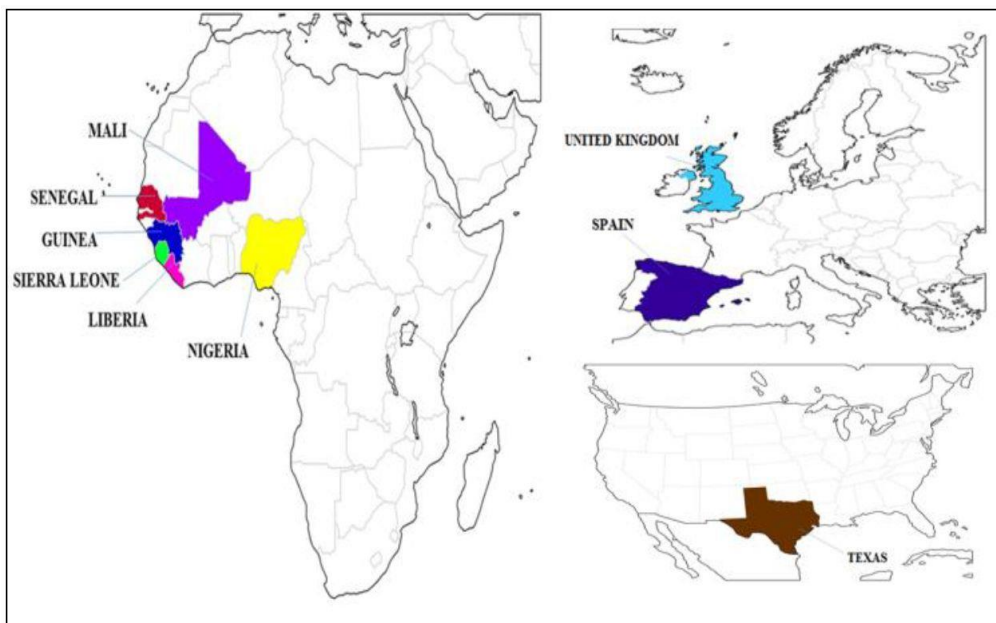 MALI
SENEGAL
GUINEA
SIERRA LEONE
LIBERIA
NIGERIA
UNITED KINGDOM
SPAIN
TEXAS